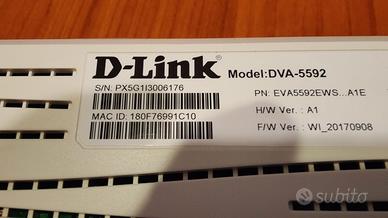 D-Link
Model:DVA-5592
S/N: PX5G1I3006176
PN: EVA5592EWS...A1E
H/W Ver. : A1
MAC ID: 180F76991C10
F/W Ver. : WI_20170908
subito